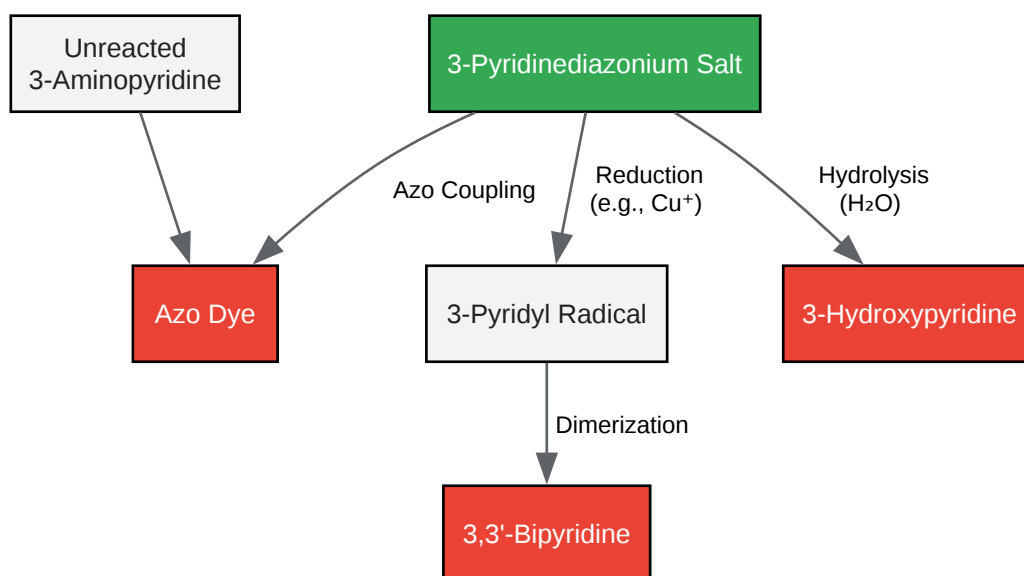 Unreacted
3-Aminopyridine
3-Pyridinediazonium Salt
Azo Coupling
Reduction
(e.g., Cu⁺)
Hydrolysis
(H₂O)
Azo Dye
3-Pyridyl Radical
3-Hydroxypyridine
Dimerization
3,3'-Bipyridine